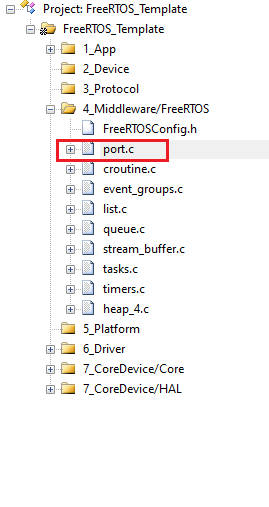 Project: FreeRTOS_Template
FreeRTOS_Template
1_App
2_Device
3_Protocol
4_Middleware/FreeRTOS
FreeRTOSConfig.h
port.c
croutine.c
event_groups.c
list.c
queue.c
stream_buffer.c
tasks.c
timers.c
heap_4.c
5_Platform
6_Driver
7_CoreDevice/Core
7_CoreDevice/HAL